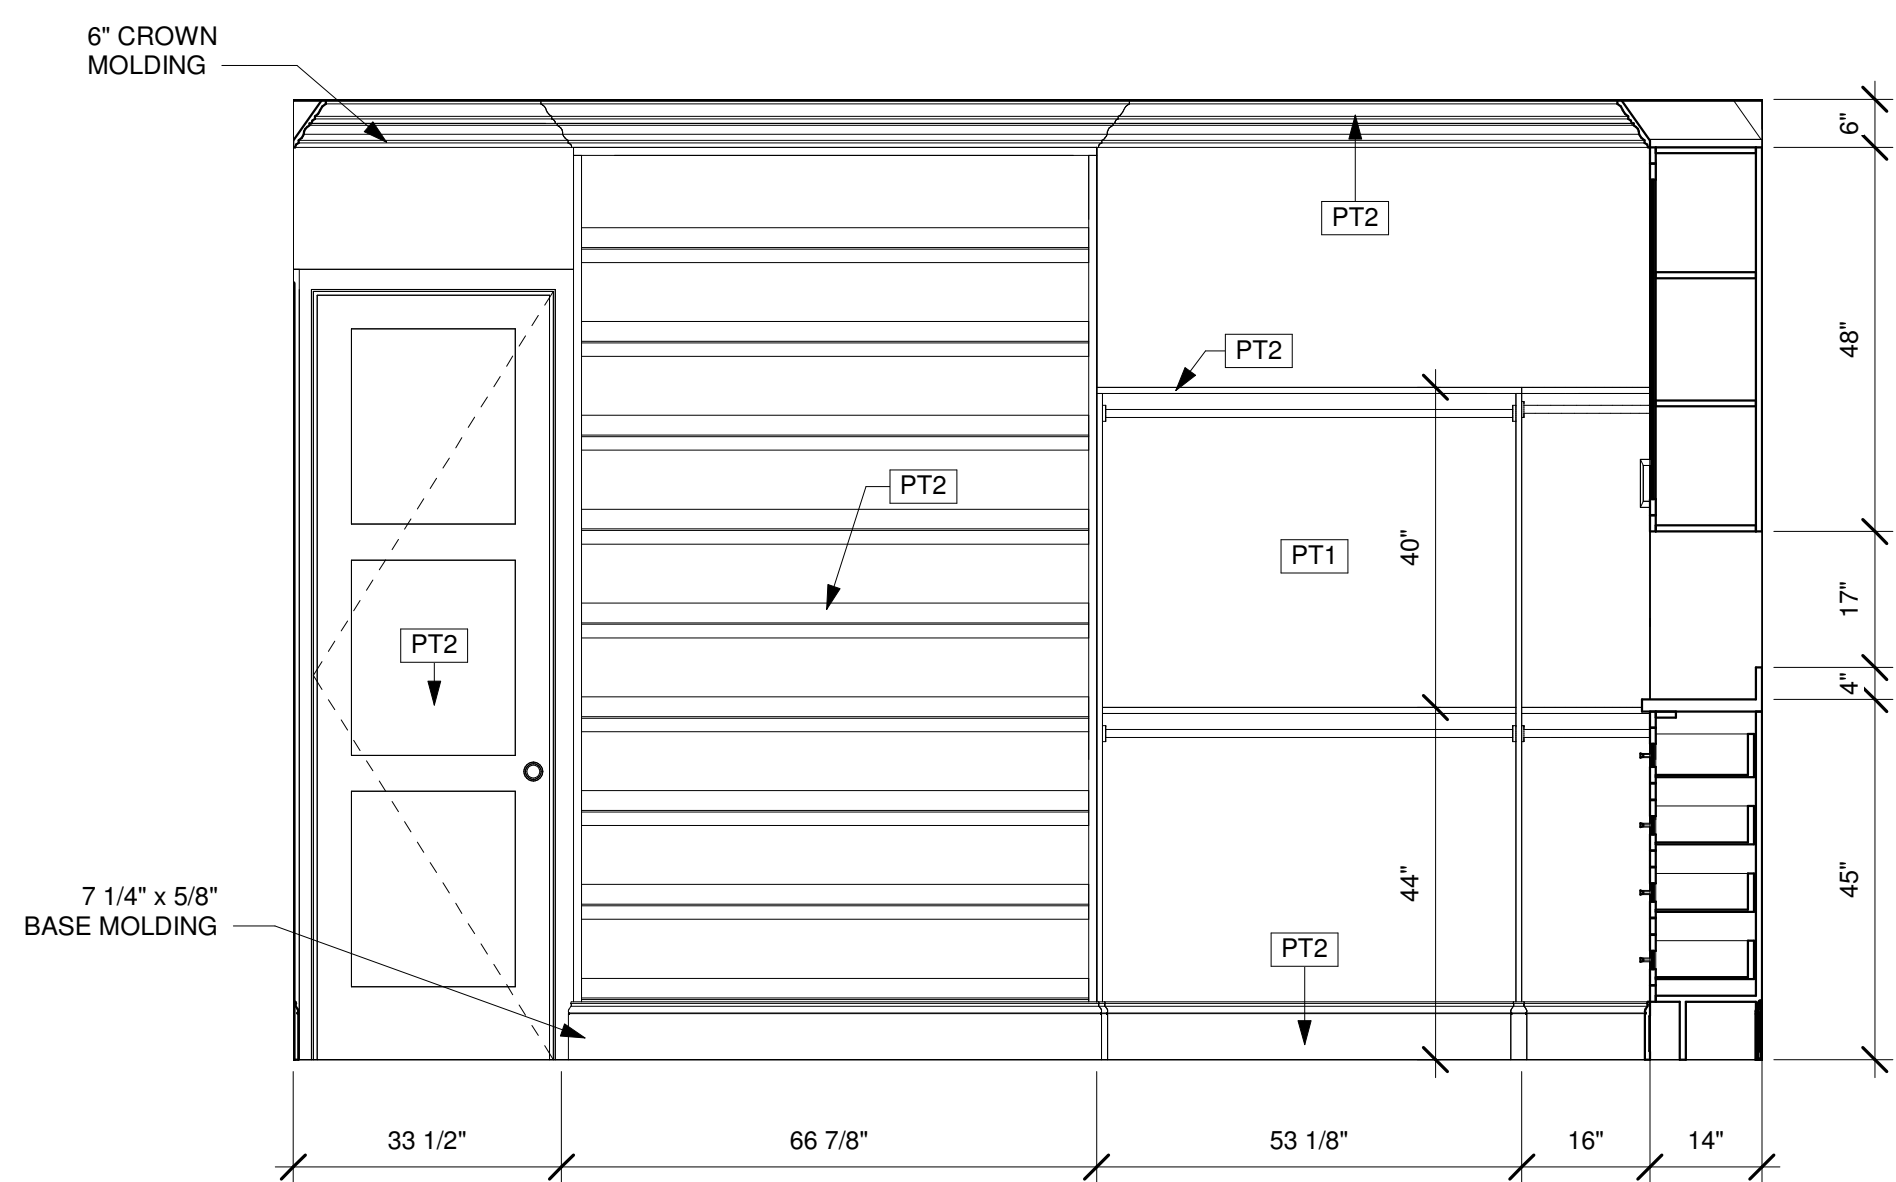 6" CROWN
MOLDING
6"
PT2
PT2
48"
PT2
PT1
40"
17"
PT2
4"
7 1/4" x 5/8"
BASE MOLDING
44"
45"
PT2
33 1/2"
66 7/8"
53 1/8"
16"
14"